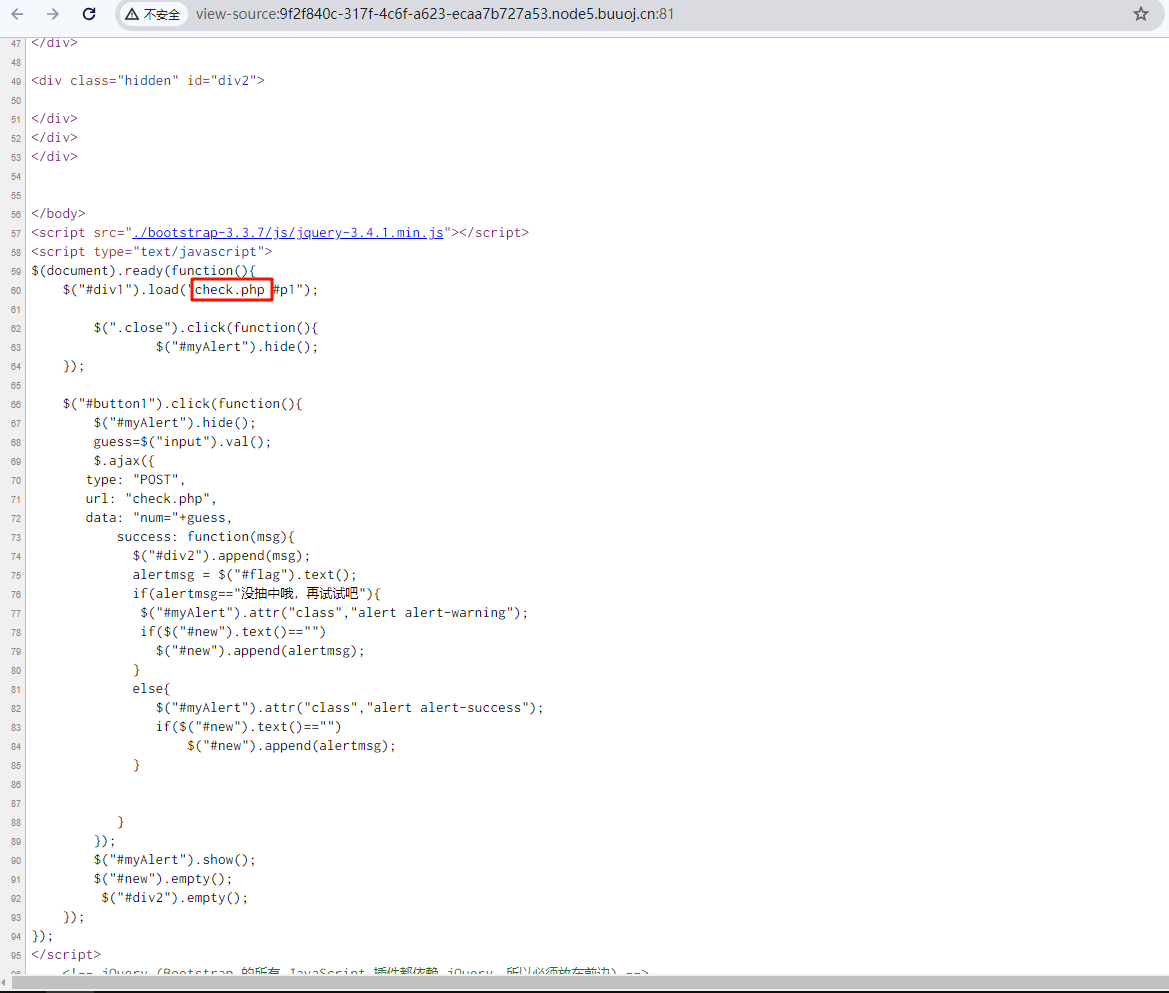 不安全 view-source:9f2f840c-317f-4c6f-a623-ecaa7b727a53.node5.buuoj.cn:81
47 </div>
48
49 <div class="hidden" id="div2">
50
51 </div>
52 </div>
53 </div>
54
55
56 </body>
57 <script src="./bootstrap-3.3.7/js/jquery-3.4.1.min.js"></script>
58 <script type="text/javascript">
59 $(document).ready(function(){
60     $("#div1").load("check.php #p1");
61
62         $(".close").click(function(){
63                 $("#myAlert").hide();
64     });
65
66     $("#button1").click(function(){
67         $("#myAlert").hide();
68         guess=$("input").val();
69         $.ajax({
70        type: "POST",
71        url: "check.php",
72        data: "num="+guess,
73            success: function(msg){
74              $("#div2").append(msg);
75              alertmsg = $("#flag").text();
76              if(alertmsg=="没抽中哦，再试试吧"){
77               $("#myAlert").attr("class","alert alert-warning");
78               if($("#new").text()=="")
79                 $("#new").append(alertmsg);
80              }
81              else{
82                 $("#myAlert").attr("class","alert alert-success");
83                 if($("#new").text()=="")
84                     $("#new").append(alertmsg);
85              }
86
87
88            }
89         });
90         $("#myAlert").show();
91         $("#new").empty();
92          $("#div2").empty();
93     });
94 });
95 </script>
96     <!-- jQuery (Bootstrap 的所有 JavaScript 插件都依赖 jQuery，所以必须放在前边) -->